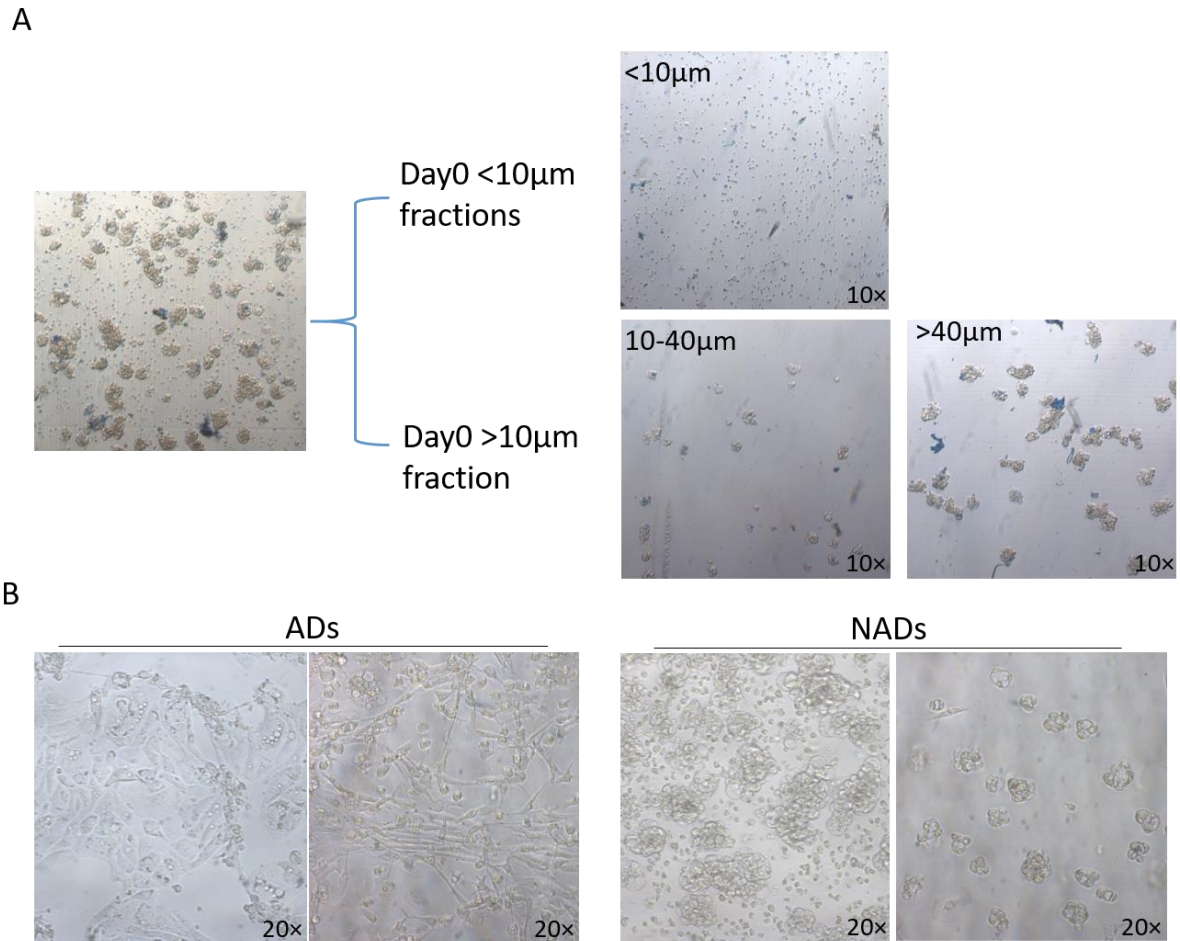 A
<10µm
Day0 <10µm
fractions
10×
10-40µm
>40µm
Day0 >10µm
fraction
10×
10×
B
ADs
NADs
20×
20×
20×
20×